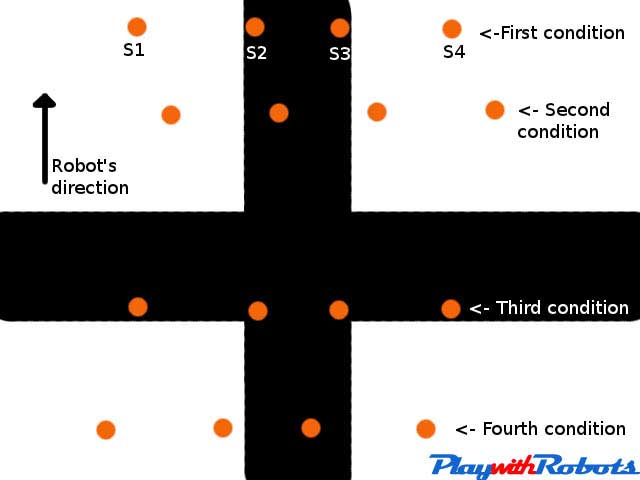 S1
S2
S3
S4
<-First condition
<- Second
condition
Robot's
direction
<- Third condition
<- Fourth condition
PlaywithRobots